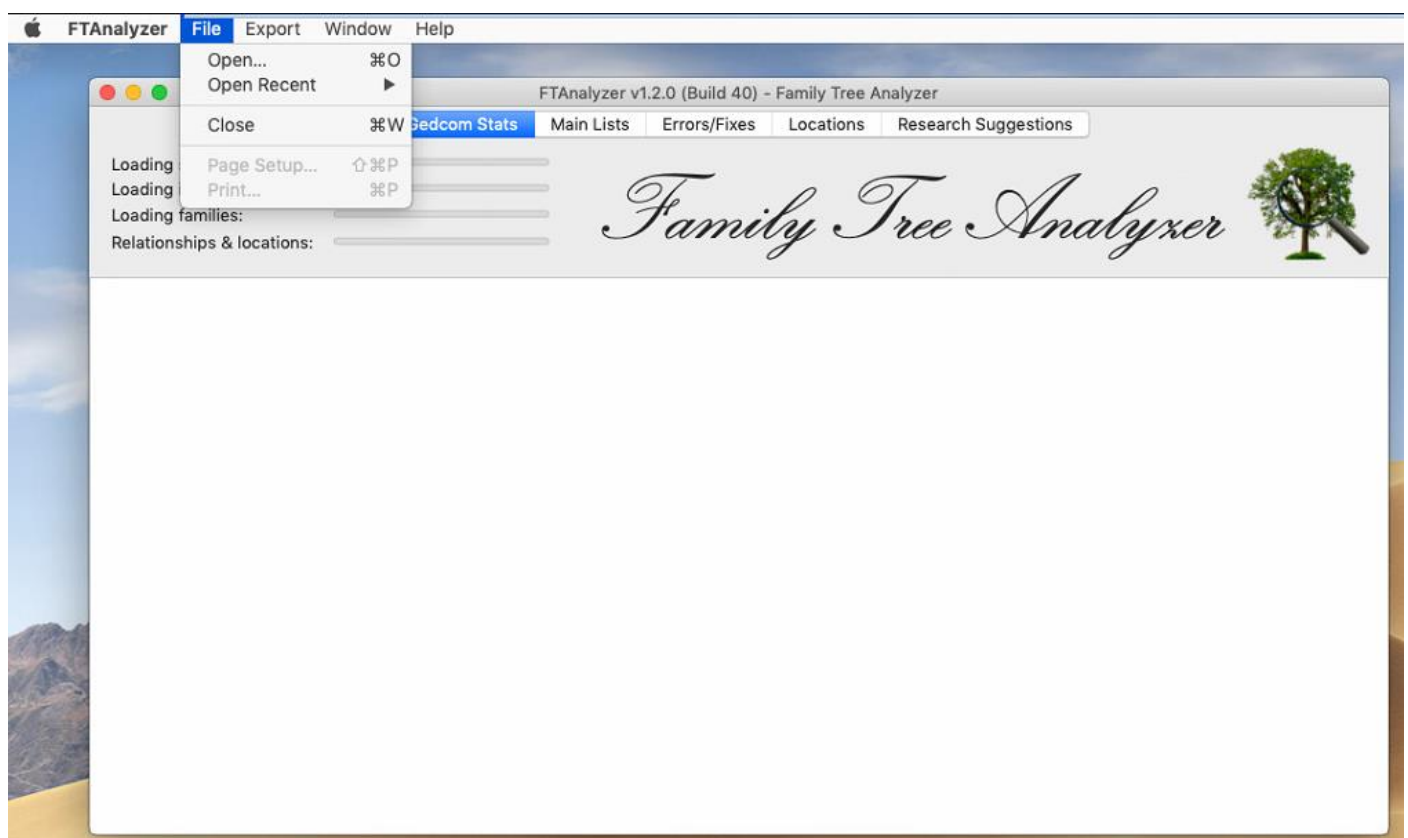 FTAnalyzer File Export Window Help
Open... ⌘O
Open Recent ▶
Close ⌘W
Page Setup... ⇧⌘P
Print... ⌘P
FTAnalyzer v1.2.0 (Build 40) - Family Tree Analyzer
Gedcom Stats Main Lists Errors/Fixes Locations Research Suggestions
Loading
Loading
Loading families:
Relationships & locations:
Family Tree Analyzer